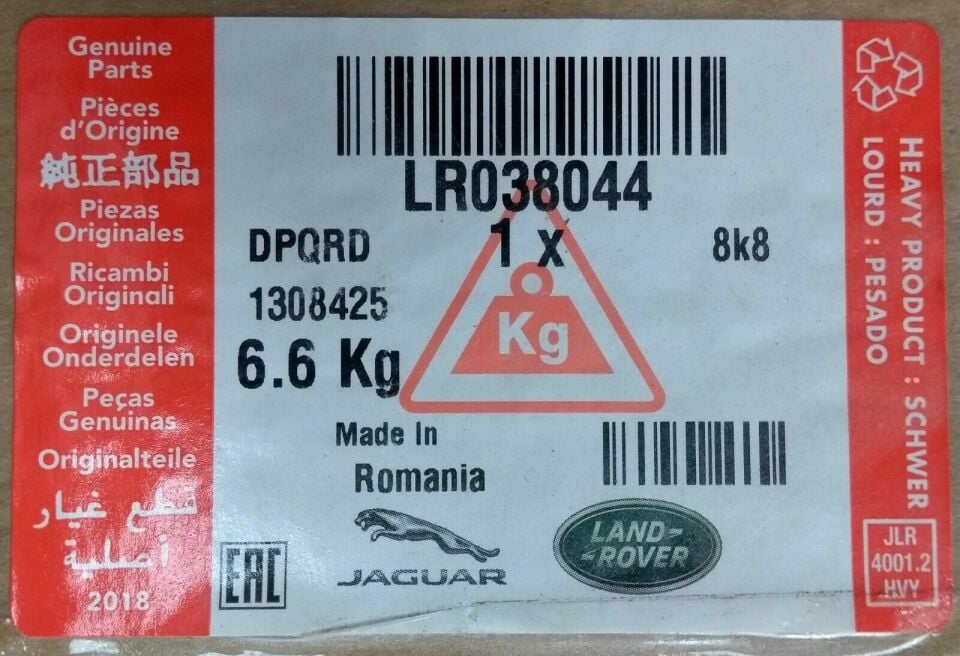 Genuine
Parts
Pièces
d'Origine
純正部品
Piezas
Originales
Ricambi
Originali
Originele
Onderdelen
Peças
Genuinas
Originalteile
قطع غيار
أصلية
2018
LR038044
DPQRD
1 x
8k8
1308425
6.6 Kg
Kg
Made In
Romania
EAC
JAGUAR
LAND-
-ROVER
HEAVY PRODUCT : SCHWER
LOURD : PESADO
JLR
4001.2
HVY